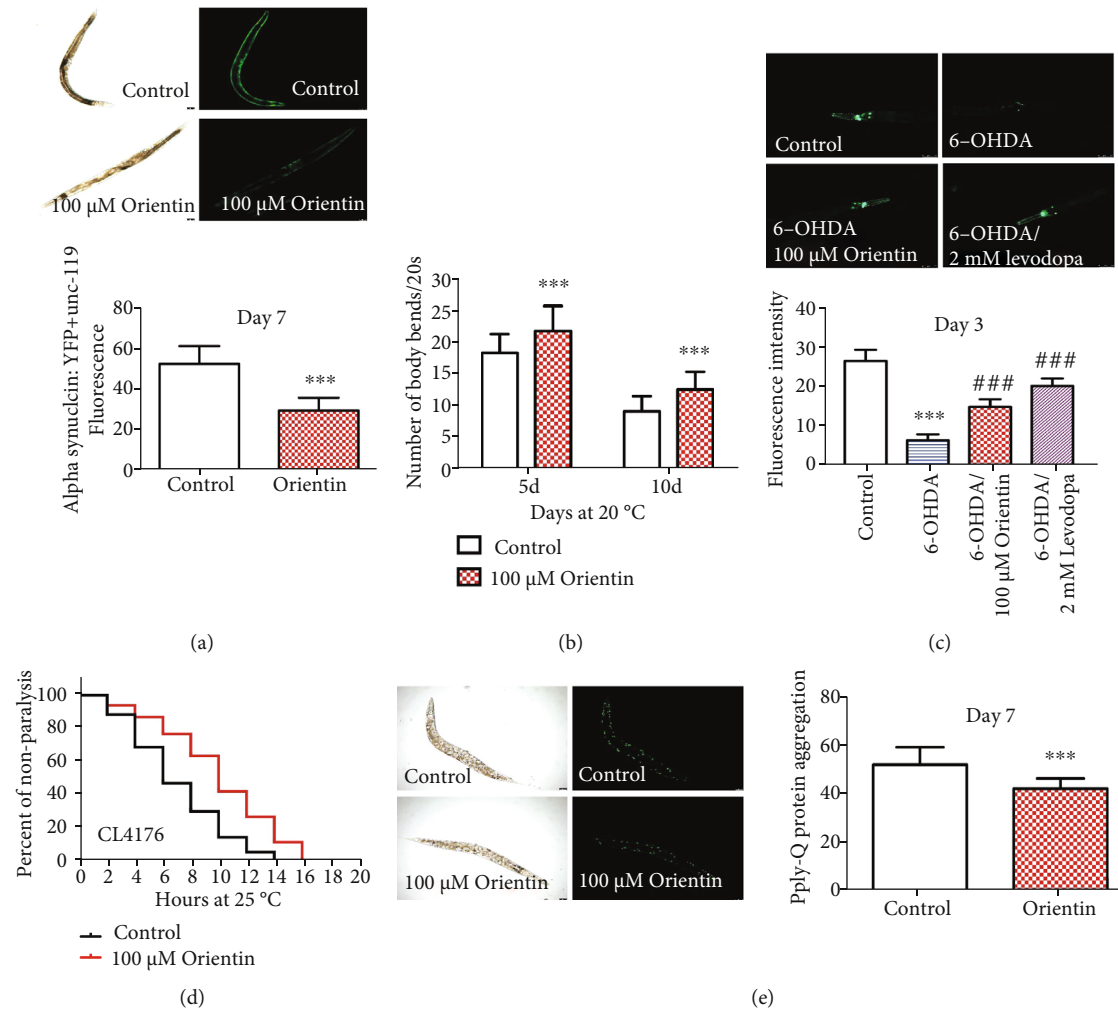 Control
Control
100 µM Orientin
100 µM Orientin
Alpha synuclcin: YFP+unc-119
Fluorescence
Day 7
80
60
40
20
0
***
Control
Orientin
(a)
Number of body bends/20s
30
25
20
15
10
5
0
***
***
5d
10d
Days at 20 °C
Control
100 µM Orientin
(b)
Control
6-OHDA
6–OHDA
100 µM Orientin
6–OHDA/
2 mM levodopa
Fluorescence intensity
Day 3
40
30
20
10
0
***
###
###
Control
6-OHDA
6-OHDA/
100 µM Orientin
6-OHDA/
2 mM Levodopa
(c)
Percent of non-paralysis
100
80
60
40
20
0
CL4176
0 2 4 6 8 10 12 14 16 18 20
Hours at 25 °C
Control
100 µM Orientin
(d)
Control
Control
100 µM Orientin
100 µM Orientin
Pply-Q protein aggregation
80
60
40
20
0
Day 7
***
Control
Orientin
(e)